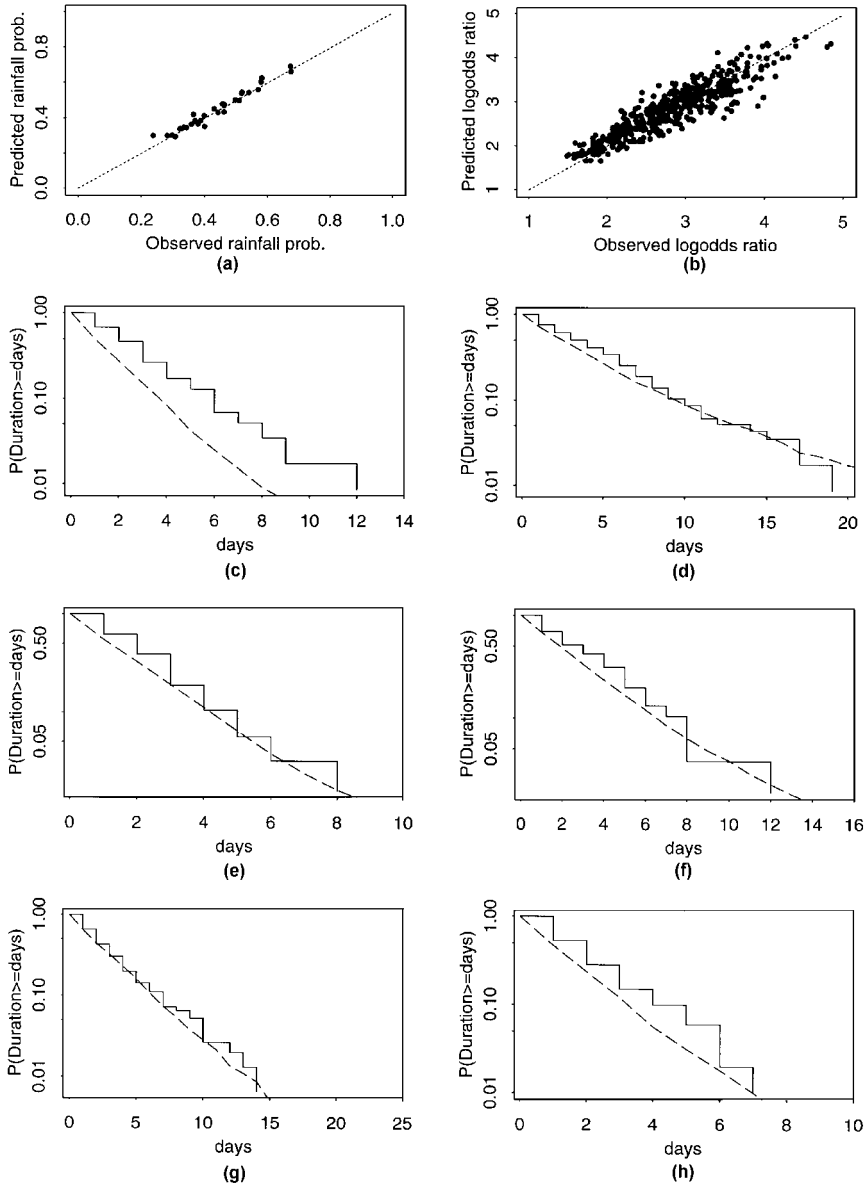 Predicted rainfall prob.
0.0 0.4 0.8
0.0 0.2 0.4 0.6 0.8 1.0
Observed rainfall prob.
(a)
Predicted logodds ratio
1 2 3 4 5
1 2 3 4 5
Observed logodds ratio
(b)
P(Duration>=days)
0.01 0.10 1.00
0 2 4 6 8 10 12 14
days
(c)
P(Duration>=days)
0.01 0.10 1.00
0 5 10 15 20
days
(d)
P(Duration>=days)
0.05 0.50
0 2 4 6 8 10
days
(e)
P(Duration>=days)
0.05 0.50
0 2 4 6 8 10 12 14 16
days
(f)
P(Duration>=days)
0.01 0.10 1.00
0 5 10 15 20 25
days
(g)
P(Duration>=days)
0.01 0.10 1.00
0 2 4 6 8 10
days
(h)